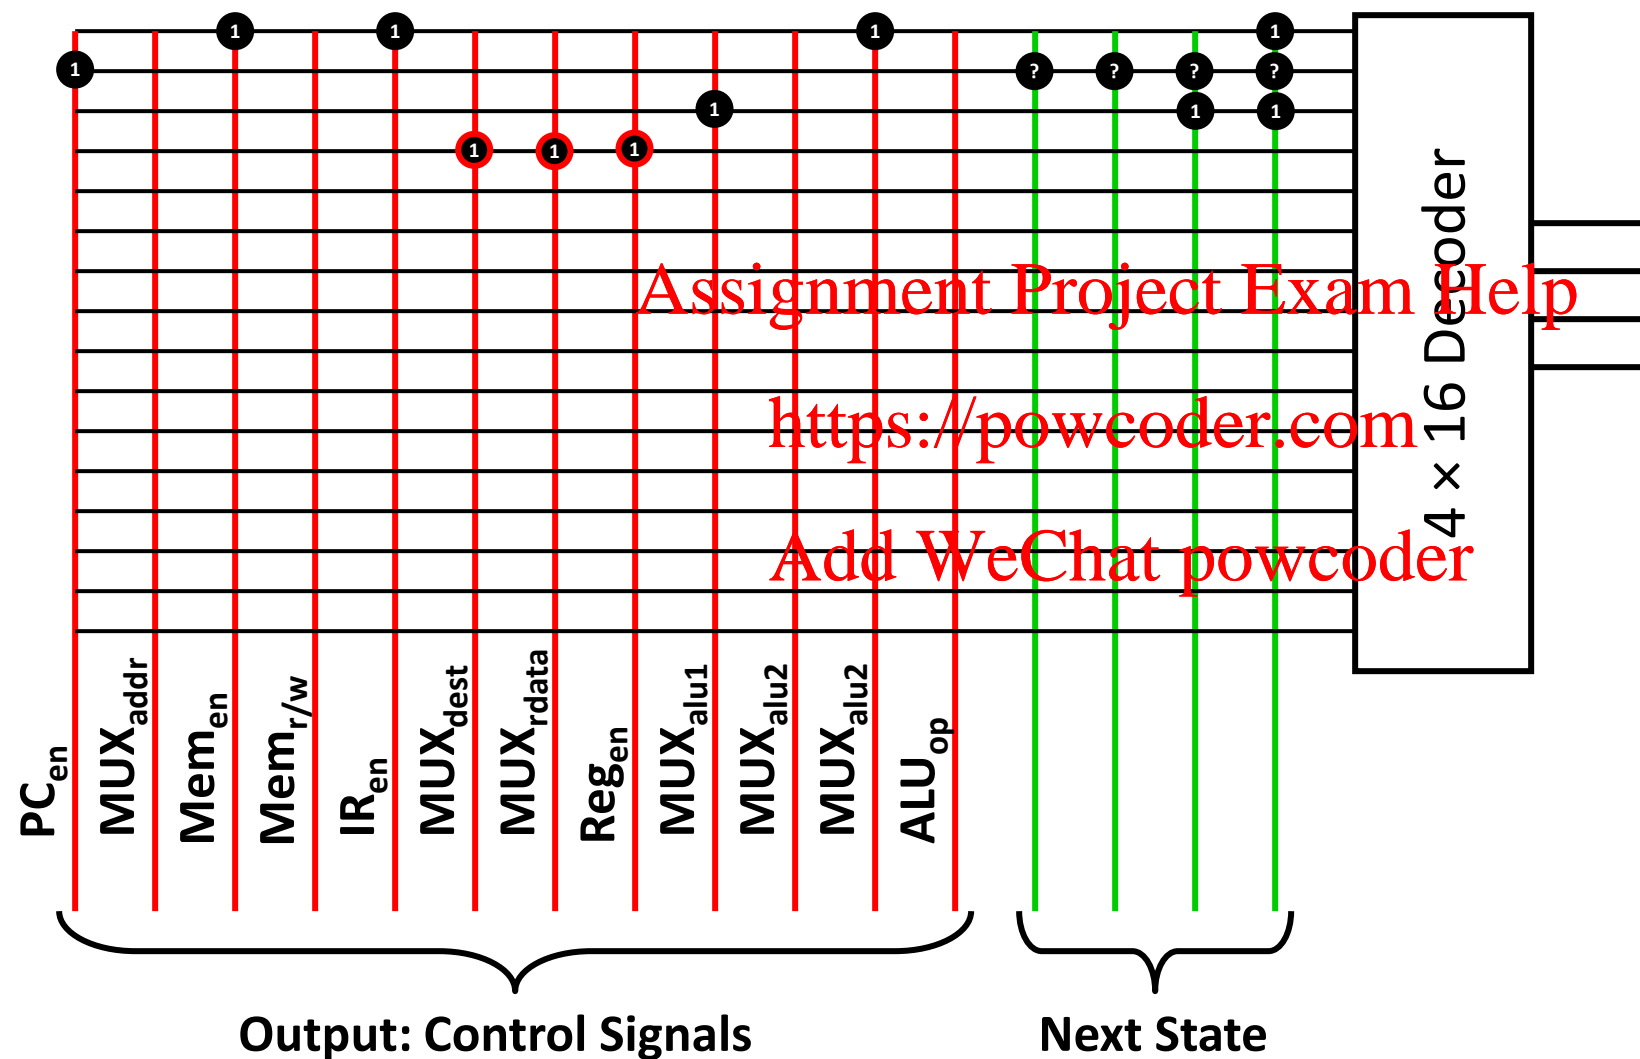 1 1 1 1
1 ? ? ? ?
1 1 1
1 1 1
4 × 16 Decoder
Assignment Project Exam Help
https://powcoder.com
Add WeChat powcoder
PCen
MUXaddr
Memen
Memr/w
IRen
MUXdest
MUXrdata
Regen
MUXalu1
MUXalu2
MUXalu2
ALUop
Output: Control Signals
Next State